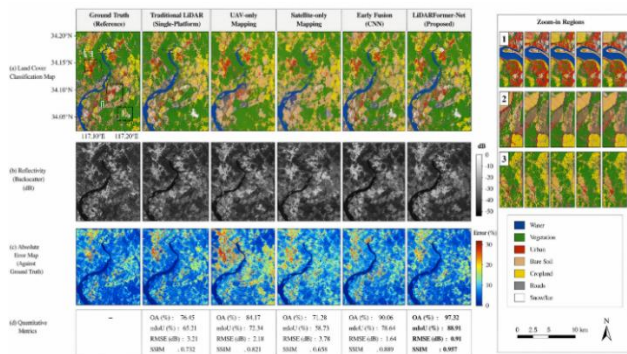 Ground Truth
(Reference)
Traditional LiDAR
(Single-Platform)
UAV-only
Mapping
Satellite-only
Mapping
Early Fusion
(CNN)
LiDARFormer-Net
(Proposed)
Zoom-in Regions
34.20°N
34.15°N
34.10°N
34.05°N
117.10°E 117.20°E
(a) Land Cover
Classification Map
1
2
3
(b) Reflectivity
(Backscatter)
(dB)
dB
0
-10
-20
-30
-40
-50
(c) Absolute
Error Map
(Against
Ground Truth)
Error (%)
30
20
10
0
Water
Vegetation
Urban
Bare Soil
Cropland
Roads
Snow/Ice
(d) Quantitative
Metrics
–
OA (%) : 76.45
mIoU (%) : 65.21
RMSE (dB) : 3.21
SSIM : 0.732
OA (%) : 84.17
mIoU (%) : 72.34
RMSE (dB) : 2.18
SSIM : 0.821
OA (%) : 71.28
mIoU (%) : 58.73
RMSE (dB) : 3.78
SSIM : 0.658
OA (%) : 90.06
mIoU (%) : 78.64
RMSE (dB) : 1.64
SSIM : 0.889
OA (%) : 97.32
mIoU (%) : 88.91
RMSE (dB) : 0.91
SSIM : 0.957
0 2.5 5 10 km
N